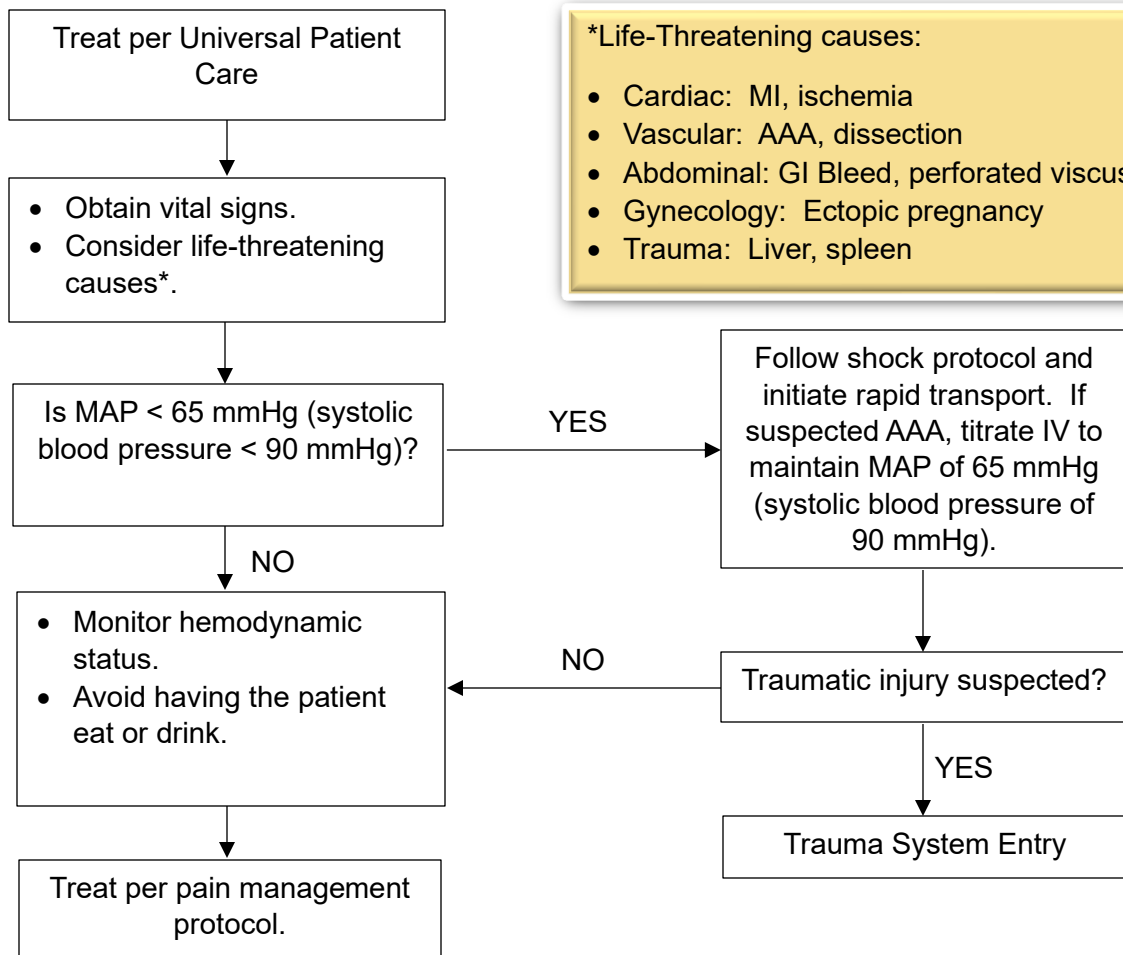 Treat per Universal Patient
Care
*Life-Threatening causes:
• Cardiac: MI, ischemia
• Vascular: AAA, dissection
• Abdominal: GI Bleed, perforated viscus
• Gynecology: Ectopic pregnancy
• Trauma: Liver, spleen
• Obtain vital signs.
• Consider life-threatening
causes*.
Is MAP < 65 mmHg (systolic
blood pressure < 90 mmHg)?
YES
Follow shock protocol and
initiate rapid transport. If
suspected AAA, titrate IV to
maintain MAP of 65 mmHg
(systolic blood pressure of
90 mmHg).
NO
• Monitor hemodynamic
status.
• Avoid having the patient
eat or drink.
NO
Traumatic injury suspected?
YES
Trauma System Entry
Treat per pain management
protocol.